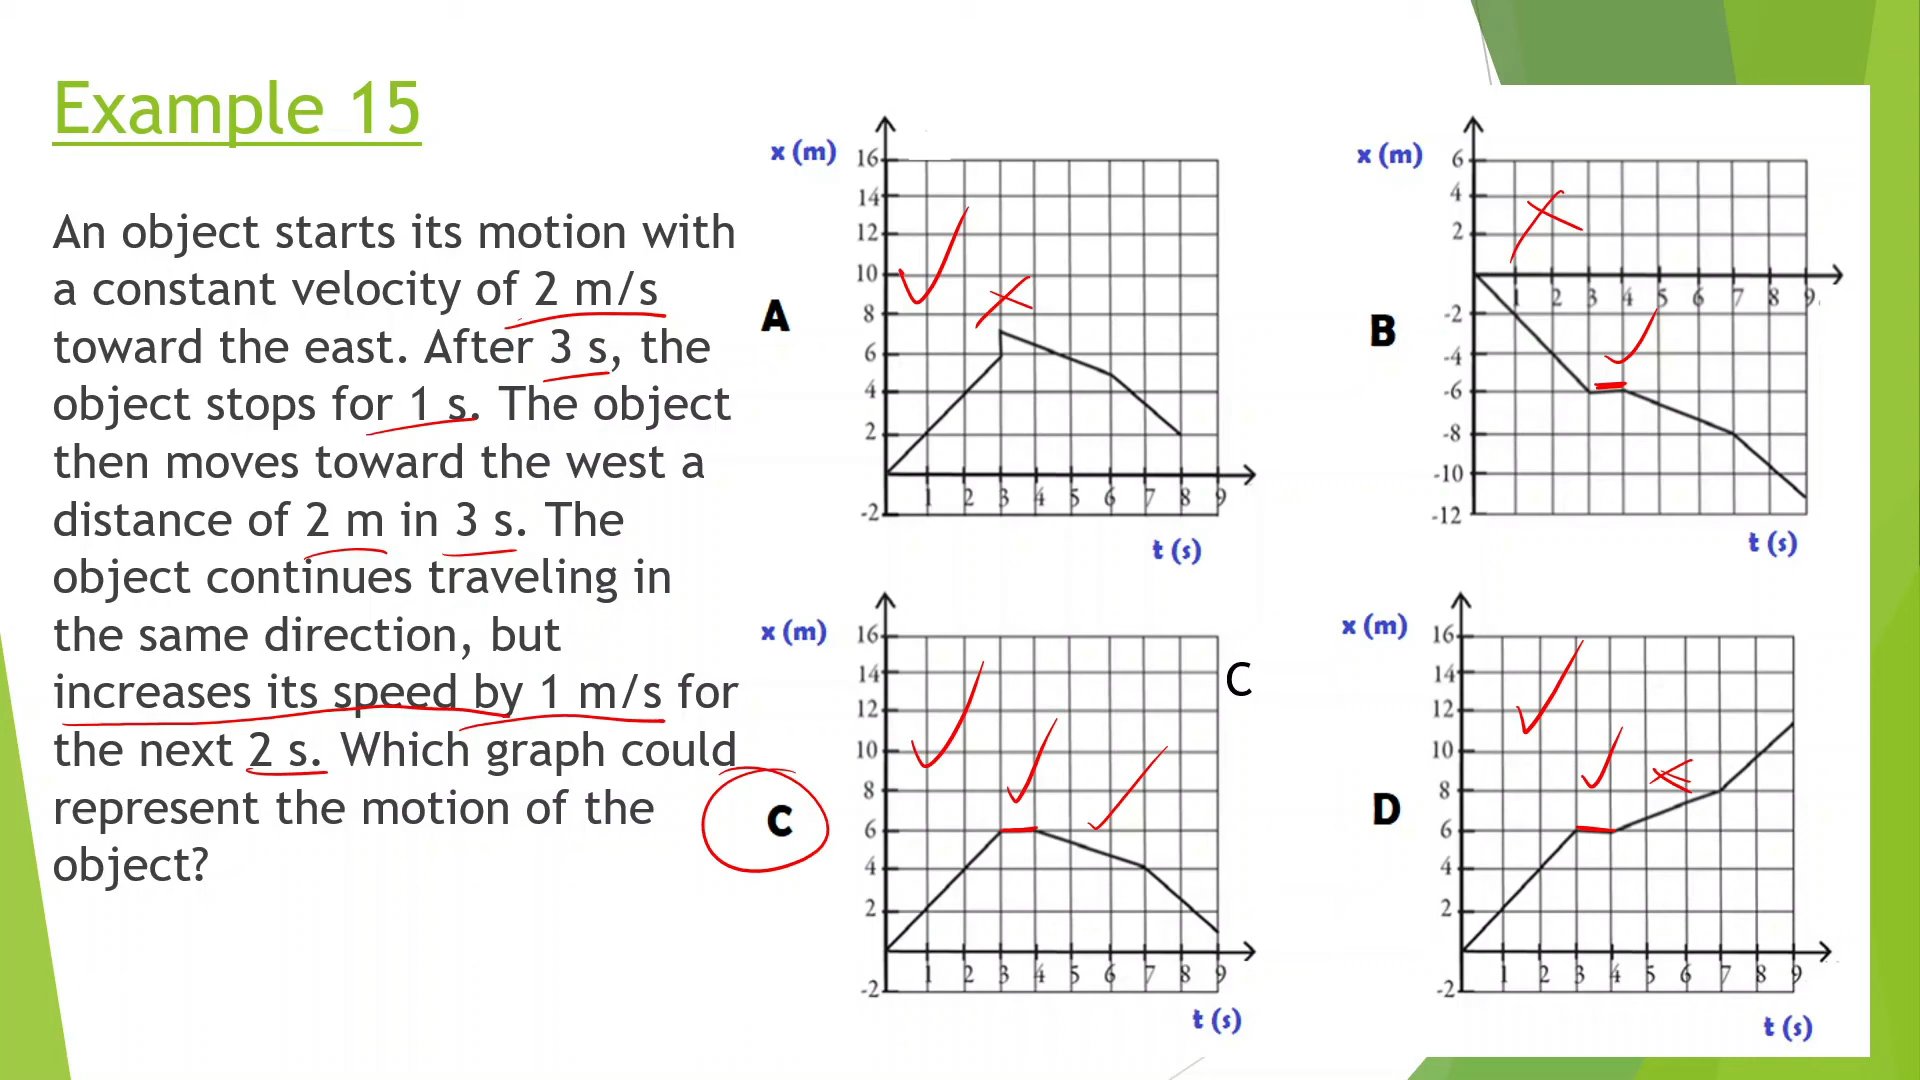 Example 15
An object starts its motion with
a constant velocity of 2 m/s
toward the east. After 3 s, the
object stops for 1 s. The object
then moves toward the west a
distance of 2 m in 3 s. The
object continues traveling in
the same direction, but
increases its speed by 1 m/s for
the next 2 s. Which graph could
represent the motion of the
object?
A
x (m)
16
14
12
10
8
6
4
2
-2
1 2 3 4 5 6 7 8 9
t (s)
B
x (m)
6
4
2
1 2 3 4 5 6 7 8 9
-2
-4
-6
-8
-10
-12
t (s)
C
x (m)
16
14
12
10
8
6
4
2
-2
1 2 3 4 5 6 7 8 9
t (s)
C
D
x (m)
16
14
12
10
8
6
4
2
-2
1 2 3 4 5 6 7 8 9
t (s)